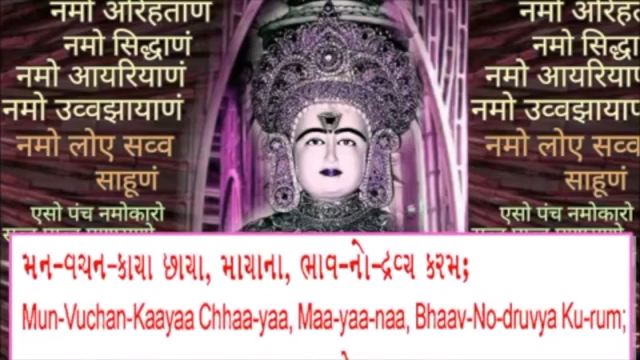 नमो अरिहंताणं
नमो सिद्धाणं
नमो आयरियाणं
नमो उव्वझायाणं
नमो लोए सव्व
साहूणं
एसो पंच नमोकारो
नमो अरिहंता
नमो सिद्धा
नमो आयरिया
नमो उव्वझाया
नमो लोए सव्व
साहूणं
एसो पंच नमोकारो
મન-વચન-કાયા છાયા, માયાના, ભાવ-નો-દ્રવ્ય કરમ;
Mun-Vuchan-Kaayaa Chhaa-yaa, Maa-yaa-naa, Bhaav-No-druvya Ku-rum;